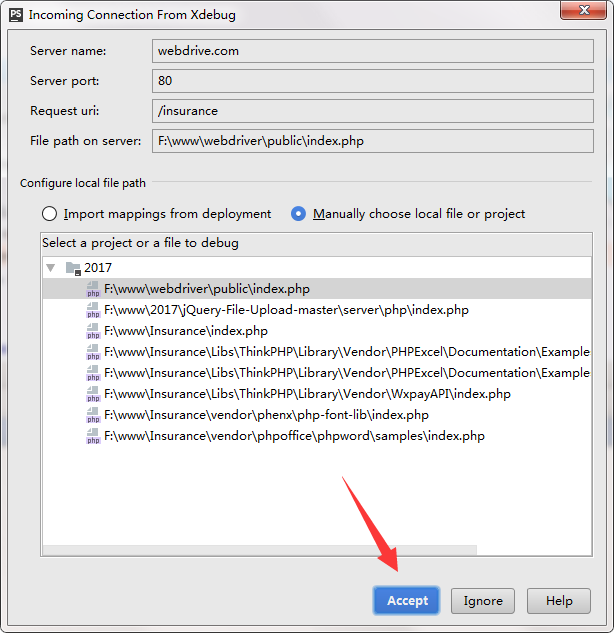 PS Incoming Connection From Xdebug
Server name: webdrive.com
Server port: 80
Request uri: /insurance
File path on server: F:\www\webdriver\public\index.php
Configure local file path
Import mappings from deployment Manually choose local file or project
Select a project or a file to debug
2017
php F:\www\webdriver\public\index.php
php F:\www\2017\jQuery-File-Upload-master\server\php\index.php
php F:\www\Insurance\index.php
php F:\www\Insurance\Libs\ThinkPHP\Library\Vendor\PHPExcel\Documentation\Example
php F:\www\Insurance\Libs\ThinkPHP\Library\Vendor\PHPExcel\Documentation\Example
php F:\www\Insurance\Libs\ThinkPHP\Library\Vendor\WxpayAPI\index.php
php F:\www\Insurance\vendor\phenx\php-font-lib\index.php
php F:\www\Insurance\vendor\phpoffice\phpword\samples\index.php
Accept Ignore Help